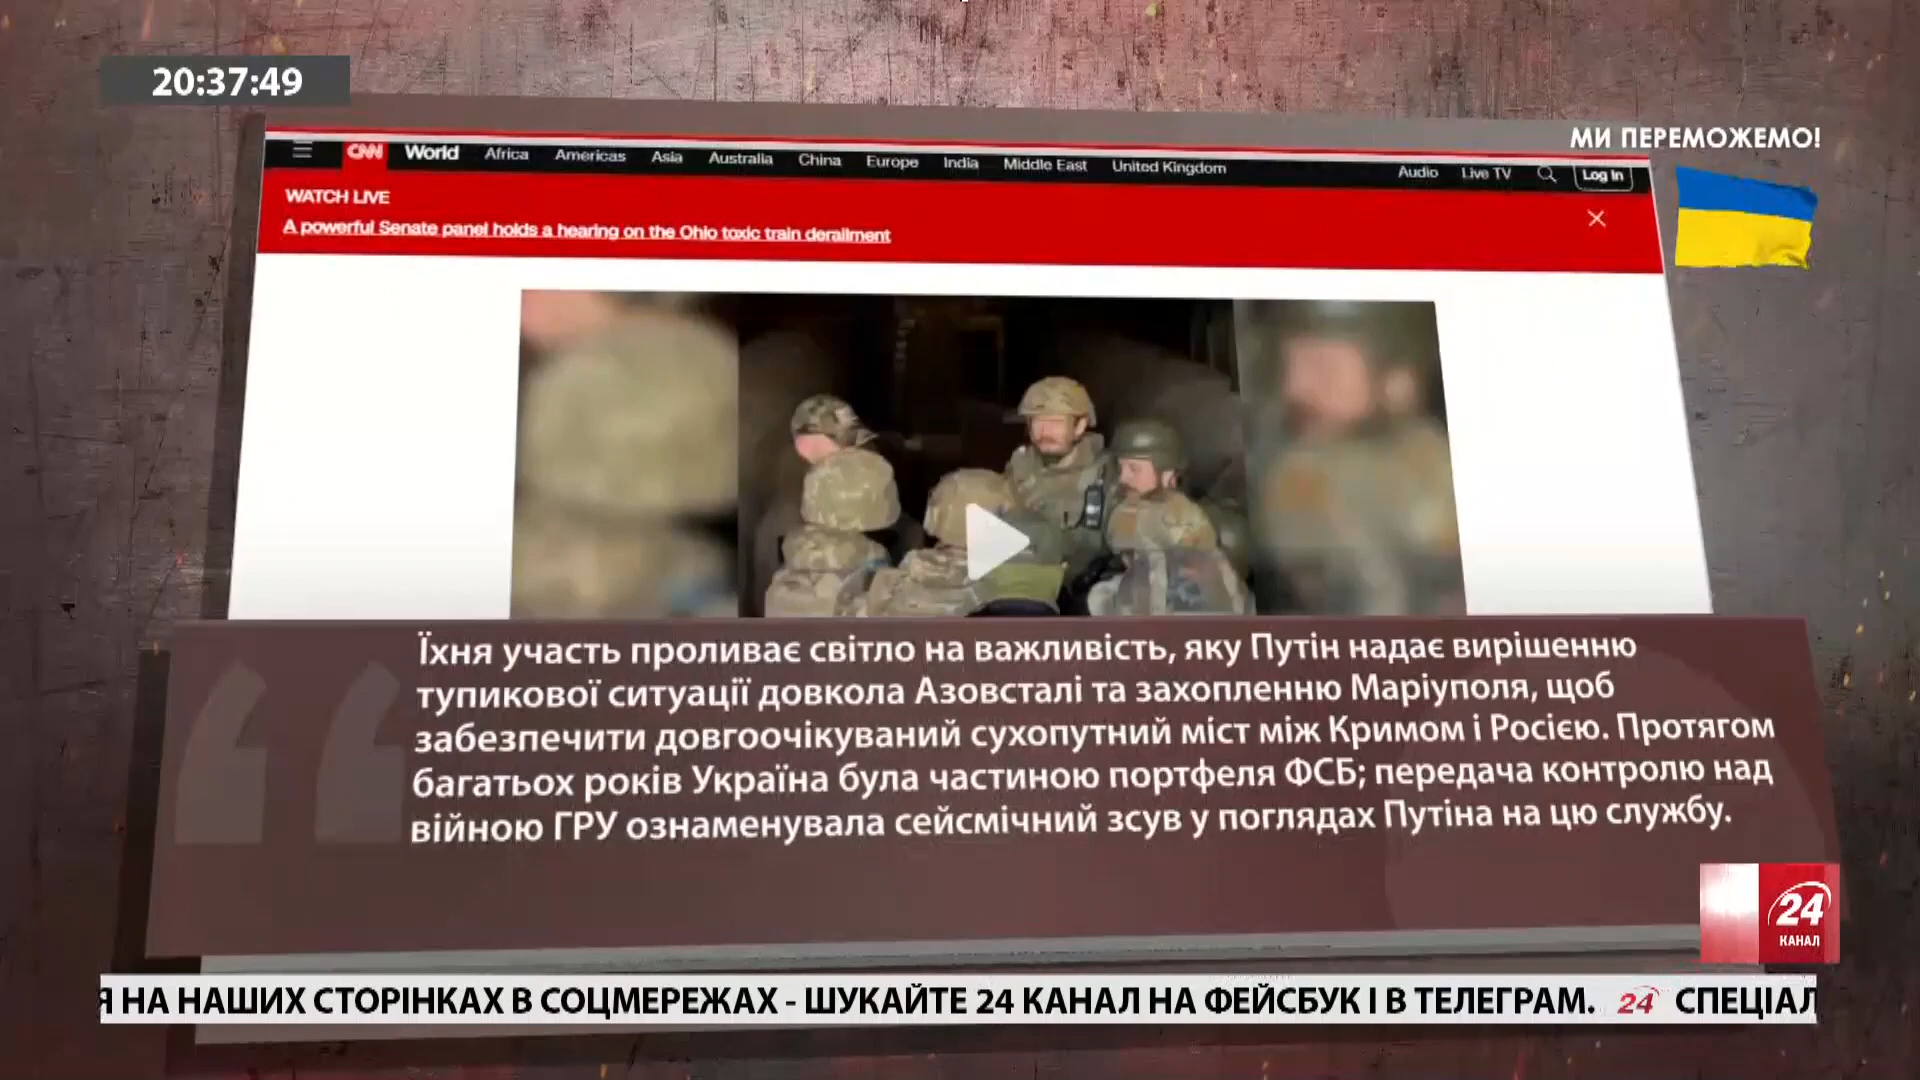 20:37:49
МИ ПЕРЕМОЖЕМО!
CNN World Africa Americas Asia Australia China Europe India Middle East United Kingdom Audio Live TV Log In
WATCH LIVE
A powerful Senate panel holds a hearing on the Ohio toxic train derailment
Їхня участь проливає світло на важливість, яку Путін надає вирішенню
тупикової ситуації довкола Азовсталі та захопленню Маріуполя, щоб
забезпечити довгоочікуваний сухопутний міст між Кримом і Росією. Протягом
багатьох років Україна була частиною портфеля ФСБ; передача контролю над
війною ГРУ ознаменувала сейсмічний зсув у поглядах Путіна на цю службу.
24
КАНАЛ
Я НА НАШИХ СТОРІНКАХ В СОЦМЕРЕЖАХ - ШУКАЙТЕ 24 КАНАЛ НА ФЕЙСБУК І В ТЕЛЕГРАМ. 24 СПЕЦІАЛ